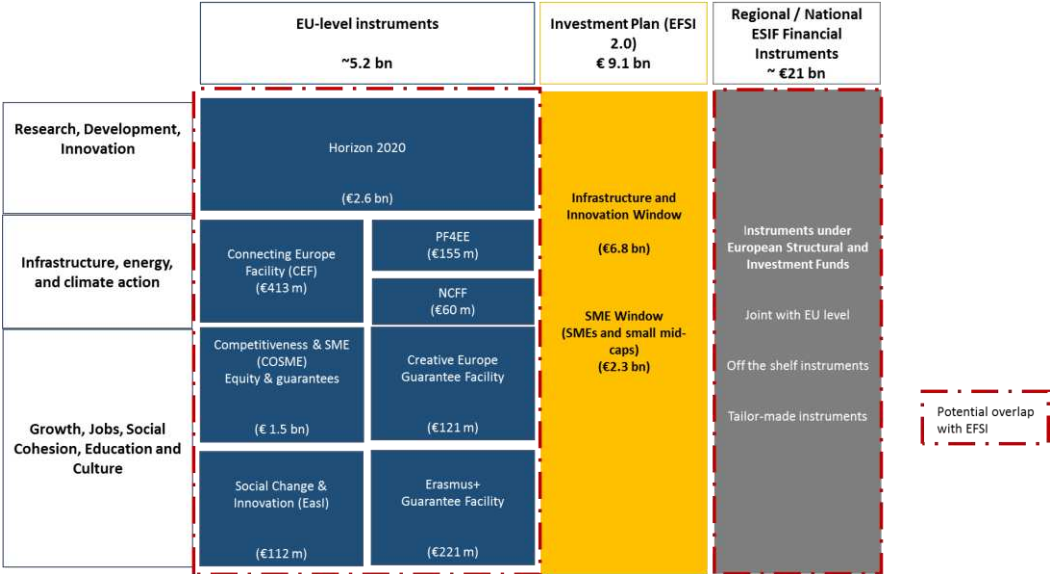 EU-level instruments
~5.2 bn
Investment Plan (EFSI
2.0)
€ 9.1 bn
Regional / National
ESIF Financial
Instruments
~ €21 bn
Research, Development,
Innovation
Horizon 2020
(€2.6 bn)
Infrastructure, energy,
and climate action
Connecting Europe
Facility (CEF)
(€413 m)
PF4EE
(€155 m)
NCFF
(€60 m)
Growth, Jobs, Social
Cohesion, Education and
Culture
Competitiveness & SME
(COSME)
Equity & guarantees
(€ 1.5 bn)
Creative Europe
Guarantee Facility
(€121 m)
Social Change &
Innovation (EasI)
(€112 m)
Erasmus+
Guarantee Facility
(€221 m)
Infrastructure and
Innovation Window
(€6.8 bn)
SME Window
(SMEs and small mid-
caps)
(€2.3 bn)
Instruments under
European Structural and
Investment Funds
Joint with EU level
Off the shelf instruments
Tailor-made instruments
Potential overlap
with EFSI